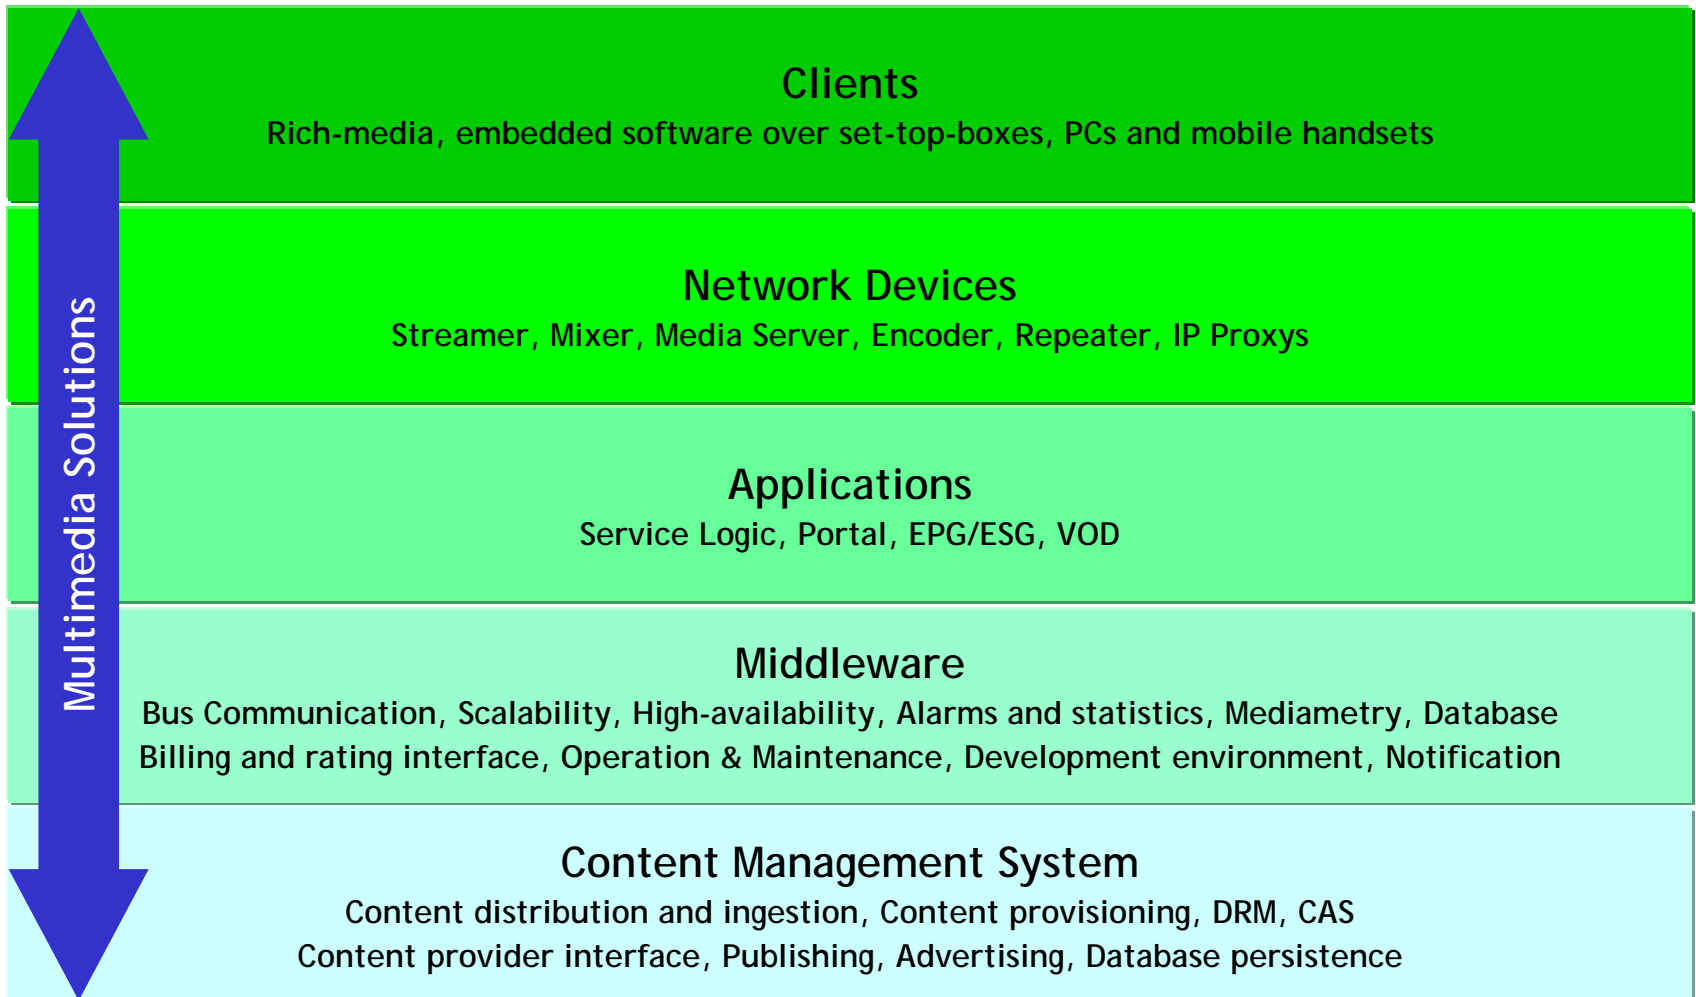 Clients
Rich-media, embedded software over set-top-boxes, PCs and mobile handsets
Network Devices
Streamer, Mixer, Media Server, Encoder, Repeater, IP Proxys
Applications
Service Logic, Portal, EPG/ESG, VOD
Middleware
Bus Communication, Scalability, High-availability, Alarms and statistics, Mediametry, Database
Billing and rating interface, Operation & Maintenance, Development environment, Notification
Content Management System
Content distribution and ingestion, Content provisioning, DRM, CAS
Content provider interface, Publishing, Advertising, Database persistence
Multimedia Solutions